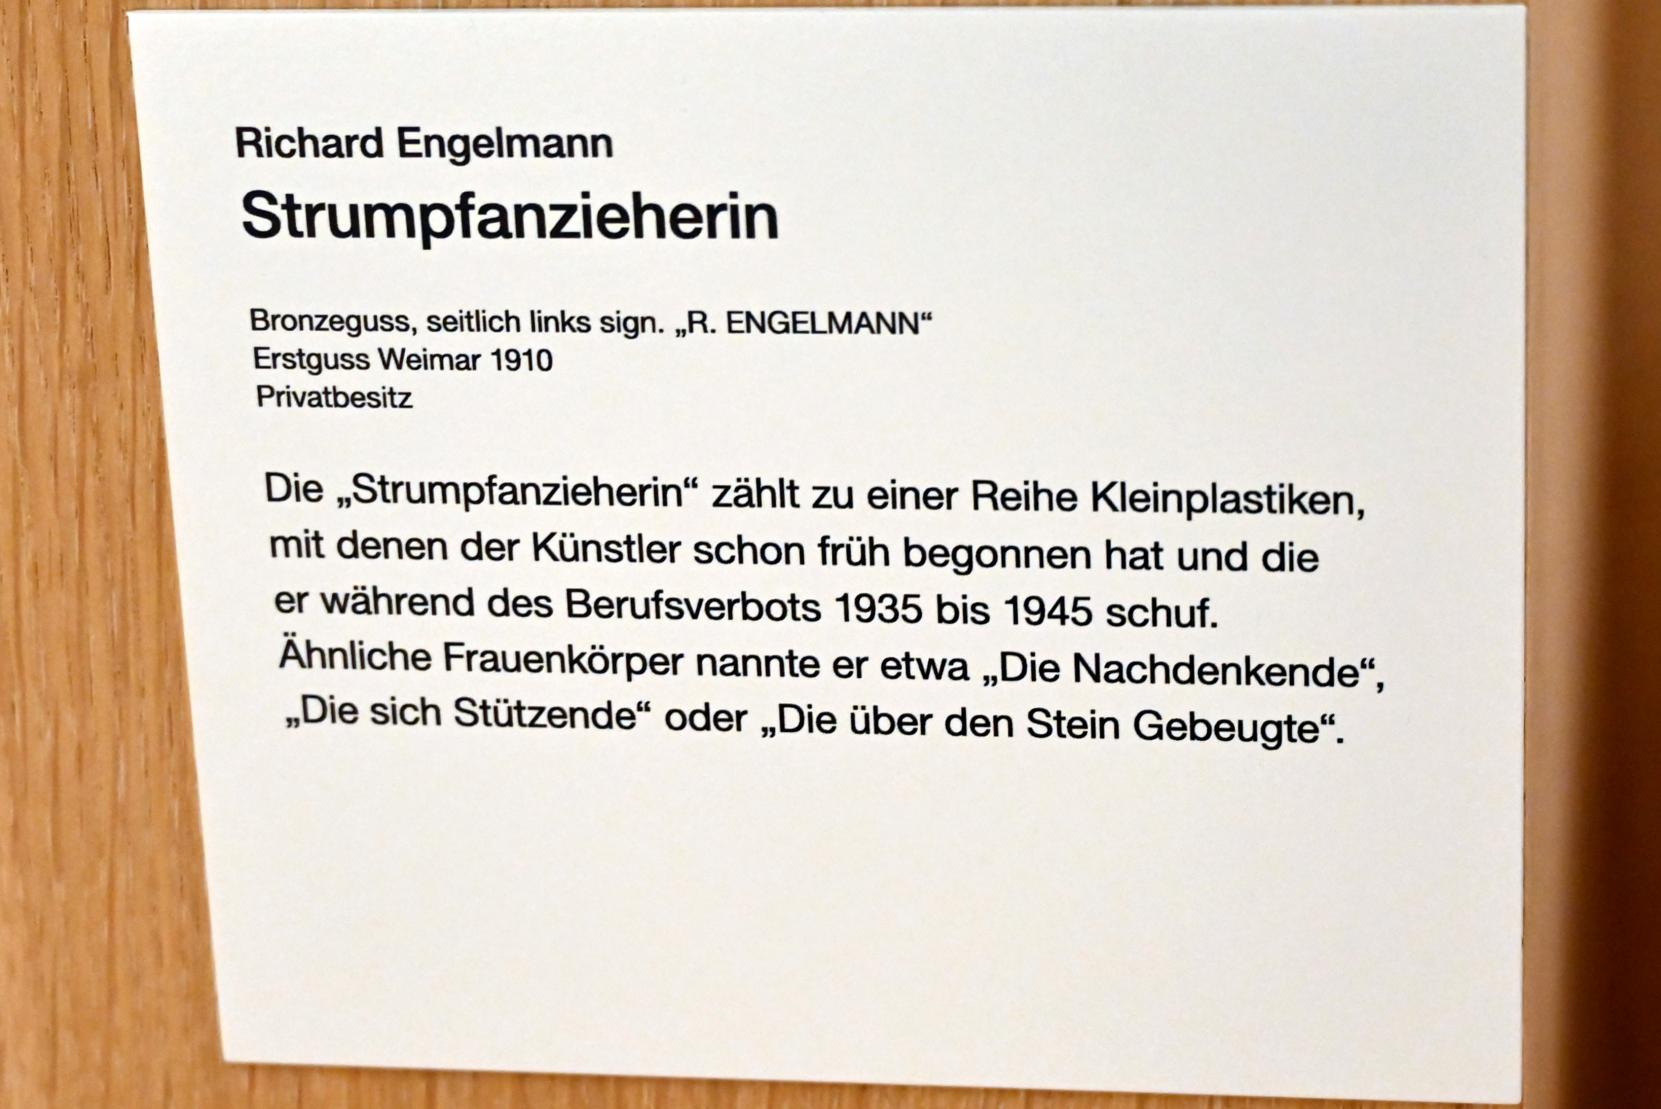 Richard Engelmann
Strumpfanzieherin
Bronzeguss, seitlich links sign. „R. ENGELMANN“
Erstguss Weimar 1910
Privatbesitz
Die „Strumpfanzieherin“ zählt zu einer Reihe Kleinplastiken,
mit denen der Künstler schon früh begonnen hat und die
er während des Berufsverbots 1935 bis 1945 schuf.
Ähnliche Frauenkörper nannte er etwa „Die Nachdenkende“,
„Die sich Stützende“ oder „Die über den Stein Gebeugte“.